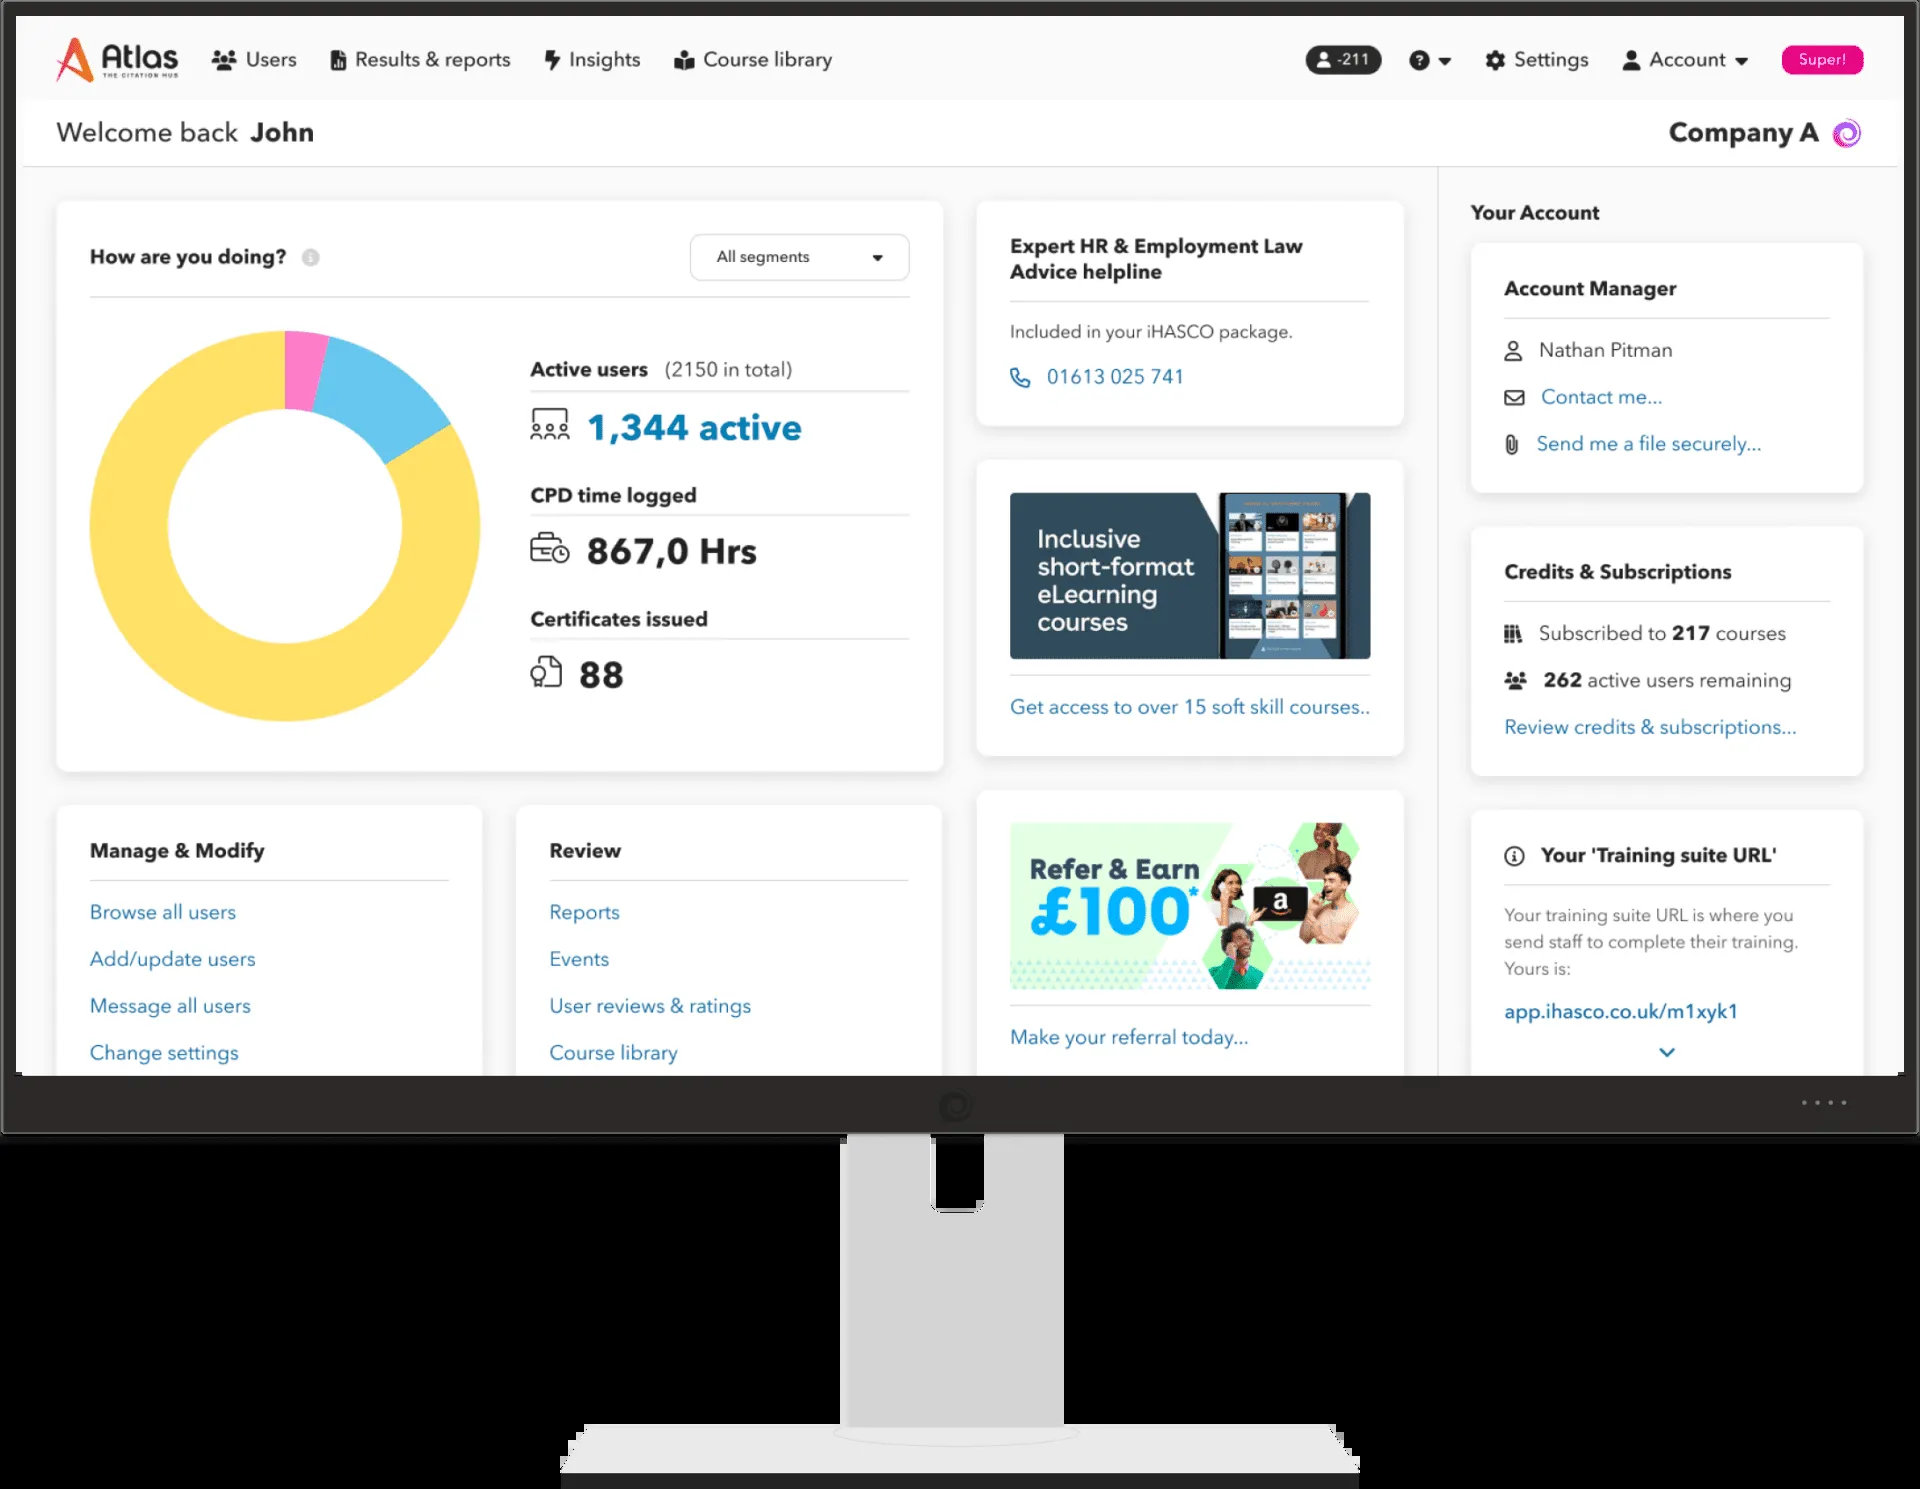 Atlas
THE CITATION HUB
Users
Results & reports
Insights
Course library
-211
Settings
Account
Super!
Welcome back John
Company A
How are you doing?
All segments
Active users (2150 in total)
1,344 active
CPD time logged
867,0 Hrs
Certificates issued
88
Manage & Modify
Browse all users
Add/update users
Message all users
Change settings
Review
Reports
Events
User reviews & ratings
Course library
Expert HR & Employment Law
Advice helpline
Included in your iHASCO package.
01613 025 741
Inclusive
short-format
eLearning
courses
Get access to over 15 soft skill courses..
Refer & Earn
£100*
a
Make your referral today...
Your Account
Account Manager
Nathan Pitman
Contact me...
Send me a file securely...
Credits & Subscriptions
Subscribed to 217 courses
262 active users remaining
Review credits & subscriptions...
Your 'Training suite URL'
Your training suite URL is where you
send staff to complete their training.
Yours is:
app.ihasco.co.uk/m1xyk1